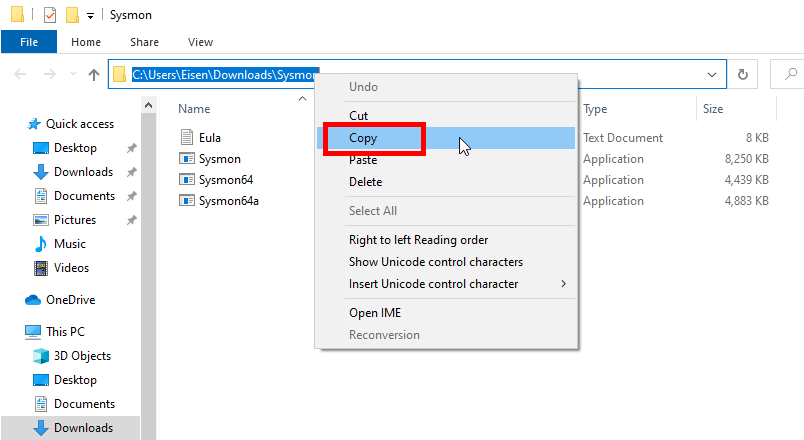 Sysmon
File Home Share View
C:\Users\Eisen\Downloads\Sysmon
Name Type Size
Eula Text Document 8 KB
Sysmon Application 8,250 KB
Sysmon64 Application 4,439 KB
Sysmon64a Application 4,883 KB
Quick access
Desktop
Downloads
Documents
Pictures
Music
Videos
OneDrive
This PC
3D Objects
Desktop
Documents
Downloads
Undo
Cut
Copy
Paste
Delete
Select All
Right to left Reading order
Show Unicode control characters
Insert Unicode control character
Open IME
Reconversion